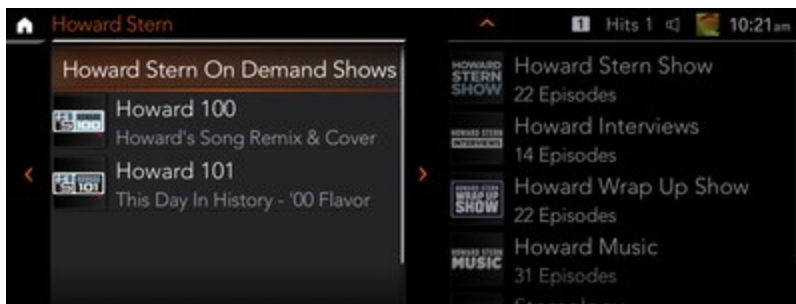 Howard Stern
1 Hits 1 10:21am
Howard Stern On Demand Shows
100
Howard 100
Howard's Song Remix & Cover
101
Howard 101
This Day In History - '00 Flavor
HOWARD STERN SHOW
Howard Stern Show
22 Episodes
HOWARD STERN INTERVIEWS
Howard Interviews
14 Episodes
HOWARD STERN WRAP UP SHOW
Howard Wrap Up Show
22 Episodes
HOWARD STERN MUSIC
Howard Music
31 Episodes